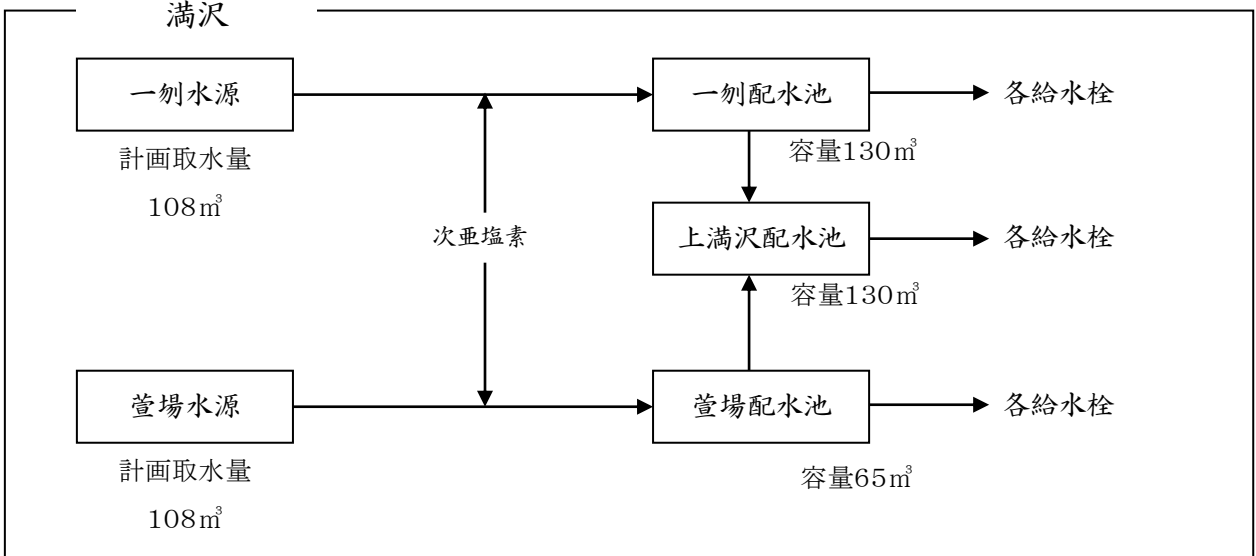 満沢
一刎水源
一刎配水池
各給水栓
計画取水量
108㎥
容量130㎥
次亜塩素
上満沢配水池
各給水栓
容量130㎥
萱場水源
萱場配水池
各給水栓
計画取水量
108㎥
容量65㎥